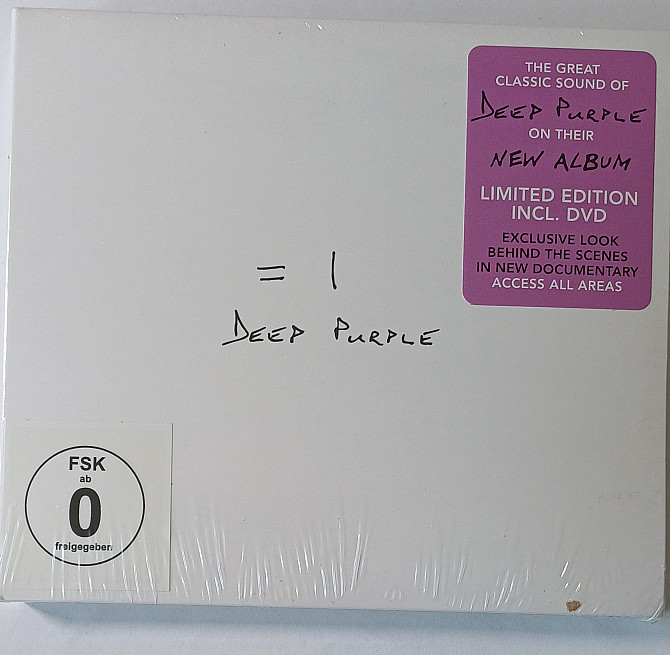 THE GREAT
CLASSIC SOUND OF
DEEP PURPLE
ON THEIR
NEW ALBUM
LIMITED EDITION
INCL. DVD
EXCLUSIVE LOOK
BEHIND THE SCENES
IN NEW DOCUMENTARY
ACCESS ALL AREAS
= 1
DEEP PURPLE
FSK
ab
0
freigegeben